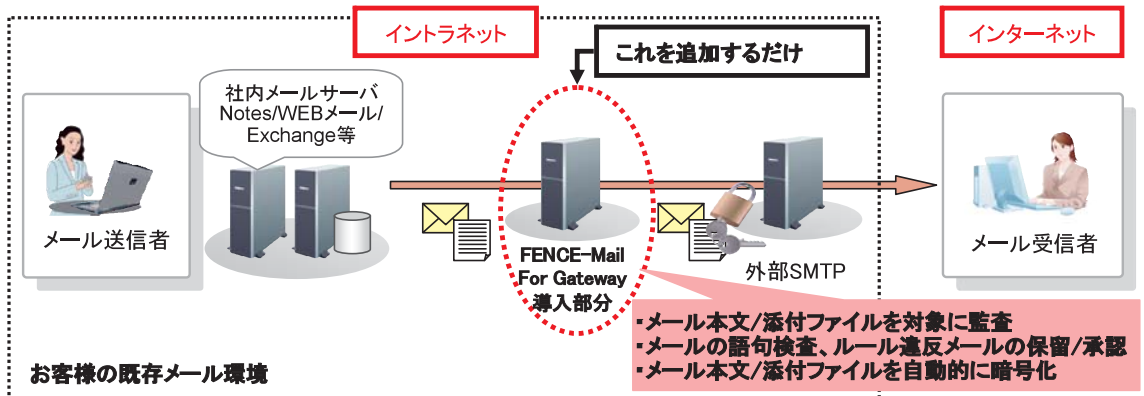 イントラネット
インターネット
これを追加するだけ
社内メールサーバ
Notes/WEBメール/
Exchange等
メール送信者
FENCE-Mail
For Gateway
導入部分
外部SMTP
メール受信者
・メール本文/添付ファイルを対象に監査
・メールの語句検査、ルール違反メールの保留/承認
・メール本文/添付ファイルを自動的に暗号化
お客様の既存メール環境